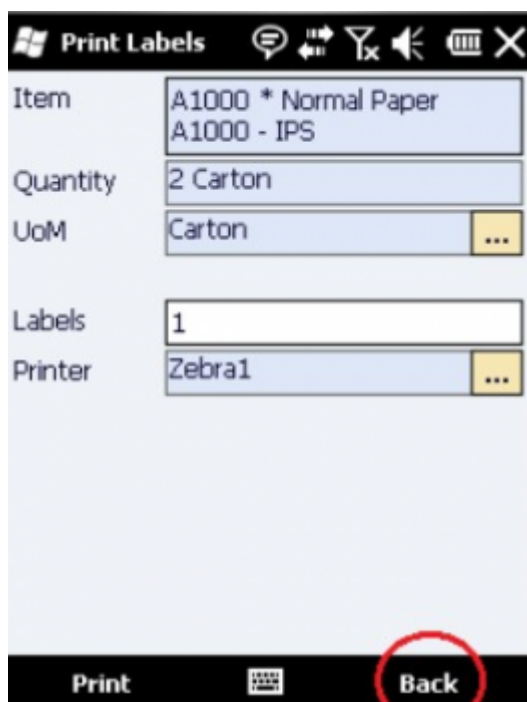 Print Labels
Item
A1000 * Normal Paper
A1000 - IPS
Quantity
2 Carton
UoM
Carton
...
Labels
1
Printer
Zebra1
...
Print
Back